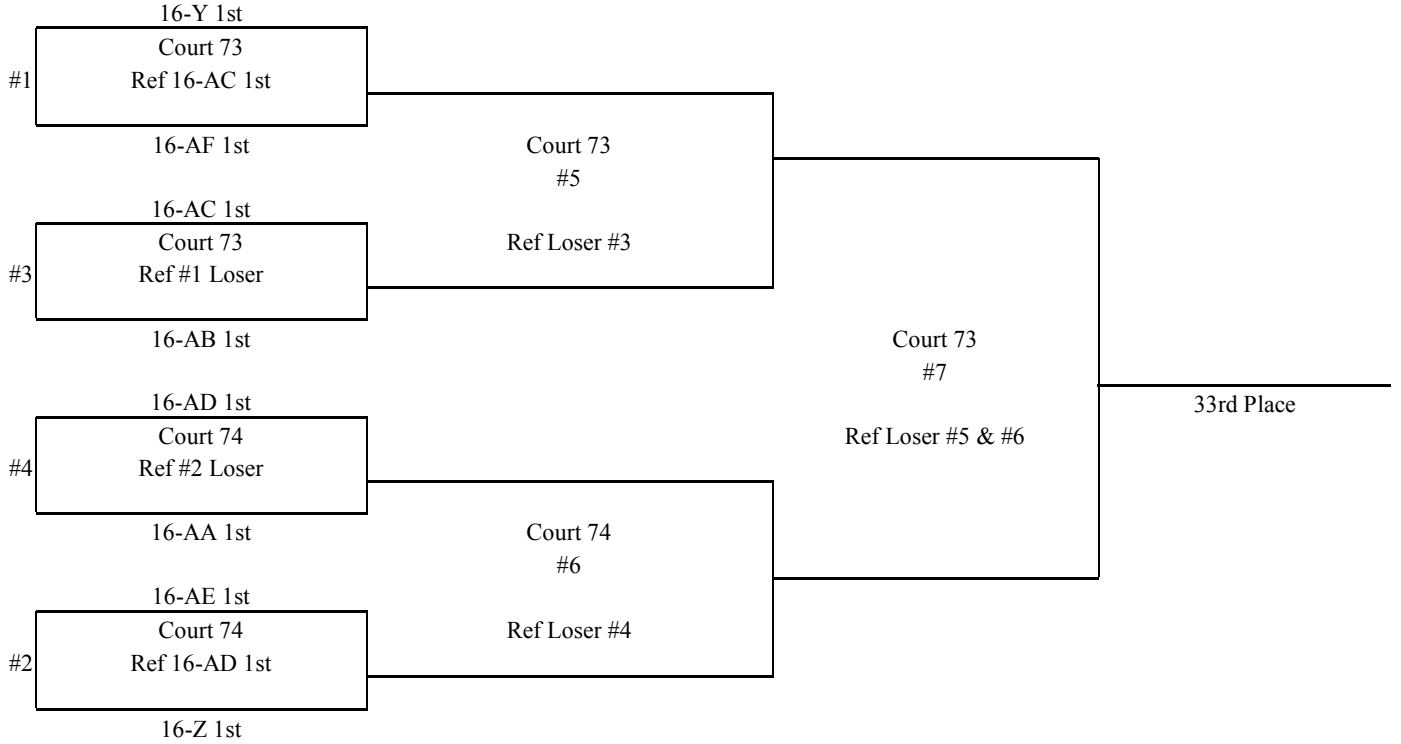 16-Y 1st
Court 73
#1
Ref 16-AC 1st
16-AF 1st
Court 73
#5
16-AC 1st
Court 73
Ref Loser #3
#3
Ref #1 Loser
16-AB 1st
Court 73
#7
16-AD 1st
33rd Place
Court 74
Ref Loser #5 & #6
#4
Ref #2 Loser
16-AA 1st
Court 74
#6
16-AE 1st
Court 74
Ref Loser #4
#2
Ref 16-AD 1st
16-Z 1st